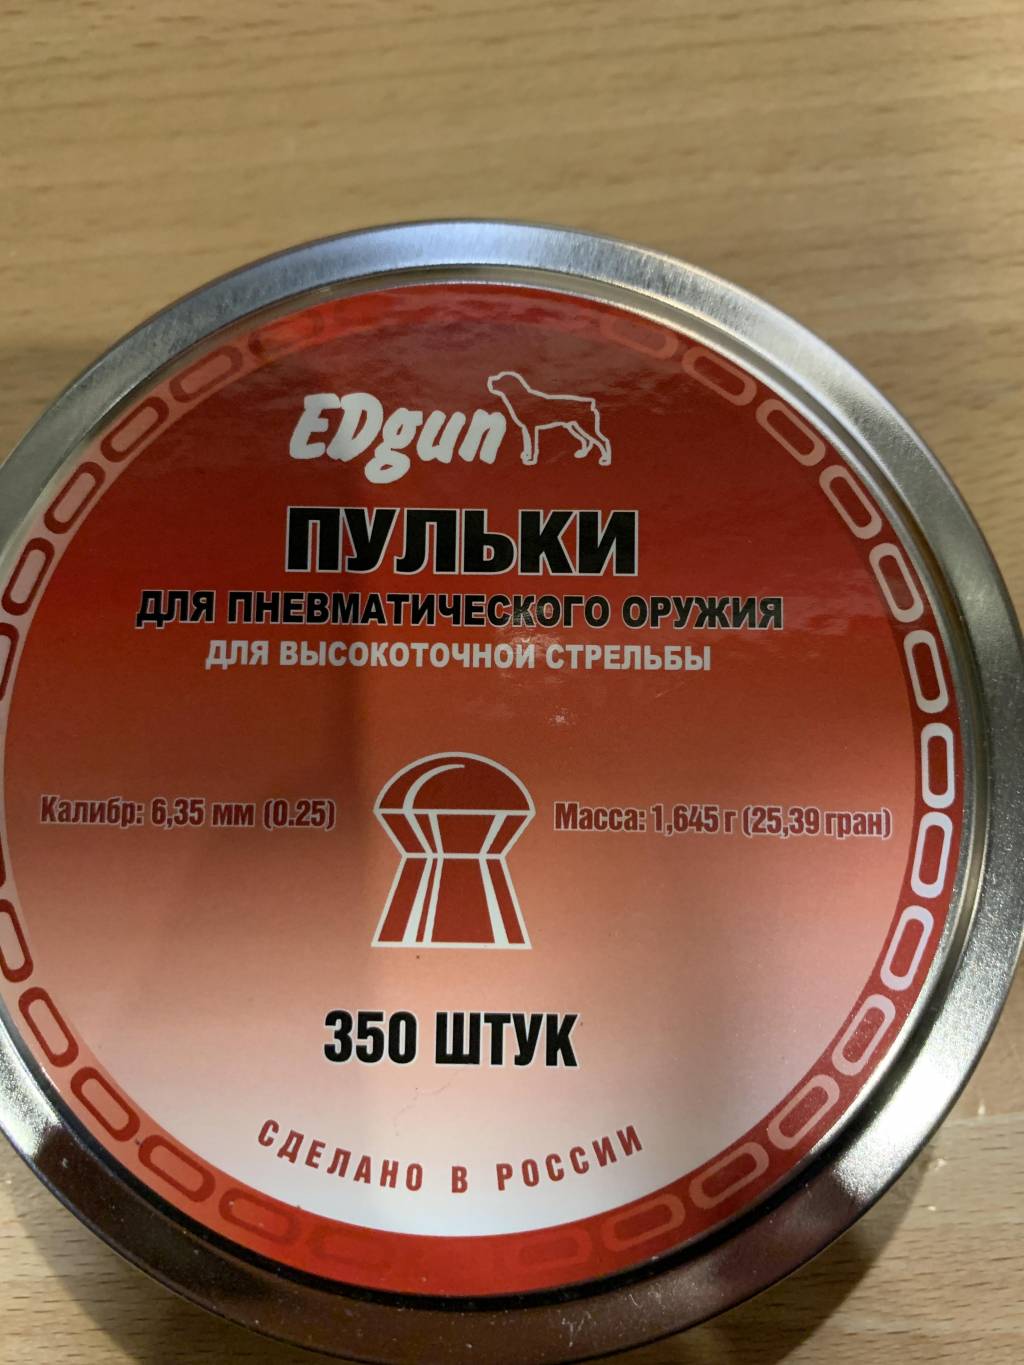 EDgun
ПУЛЬКИ
ДЛЯ ПНЕВМАТИЧЕСКОГО ОРУЖИЯ
ДЛЯ ВЫСОКОТОЧНОЙ СТРЕЛЬБЫ
Калибр: 6,35 мм (0.25)
Масса: 1,645 г (25,39 гран)
350 ШТУК
СДЕЛАНО В РОССИИ